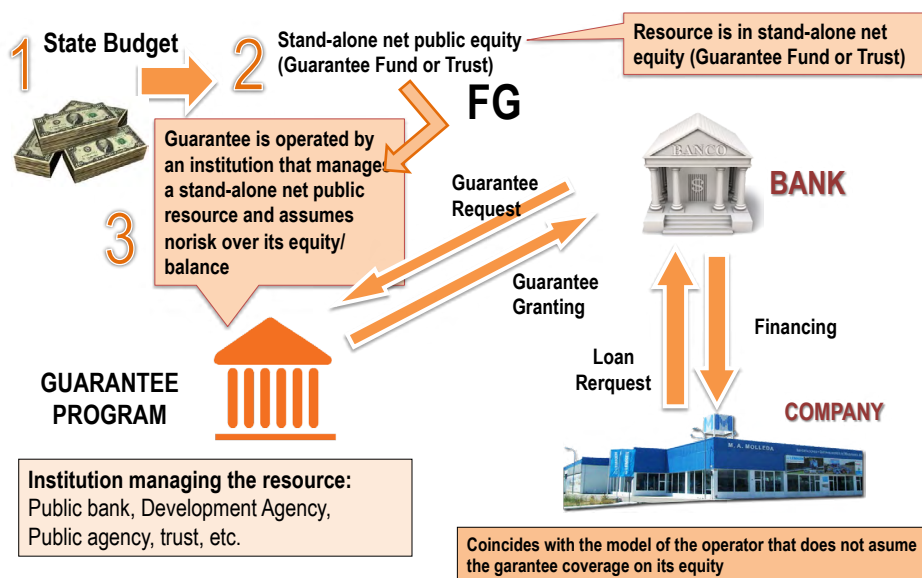 1
State Budget
2
Stand-alone net public equity
(Guarantee Fund or Trust)
Resource is in stand-alone net
equity (Guarantee Fund or Trust)
FG
3
Guarantee is operated by
an institution that manages
a stand-alone net public
resource and assumes
norisk over its equity/
balance
Guarantee
Request
Guarantee
Granting
BANCO
$
BANK
Loan
Rerquest
Financing
GUARANTEE
PROGRAM
COMPANY
M
M. A. MOLLEDA
Institution managing the resource:
Public bank, Development Agency,
Public agency, trust, etc.
Coincides with the model of the operator that does not asume
the garantee coverage on its equity